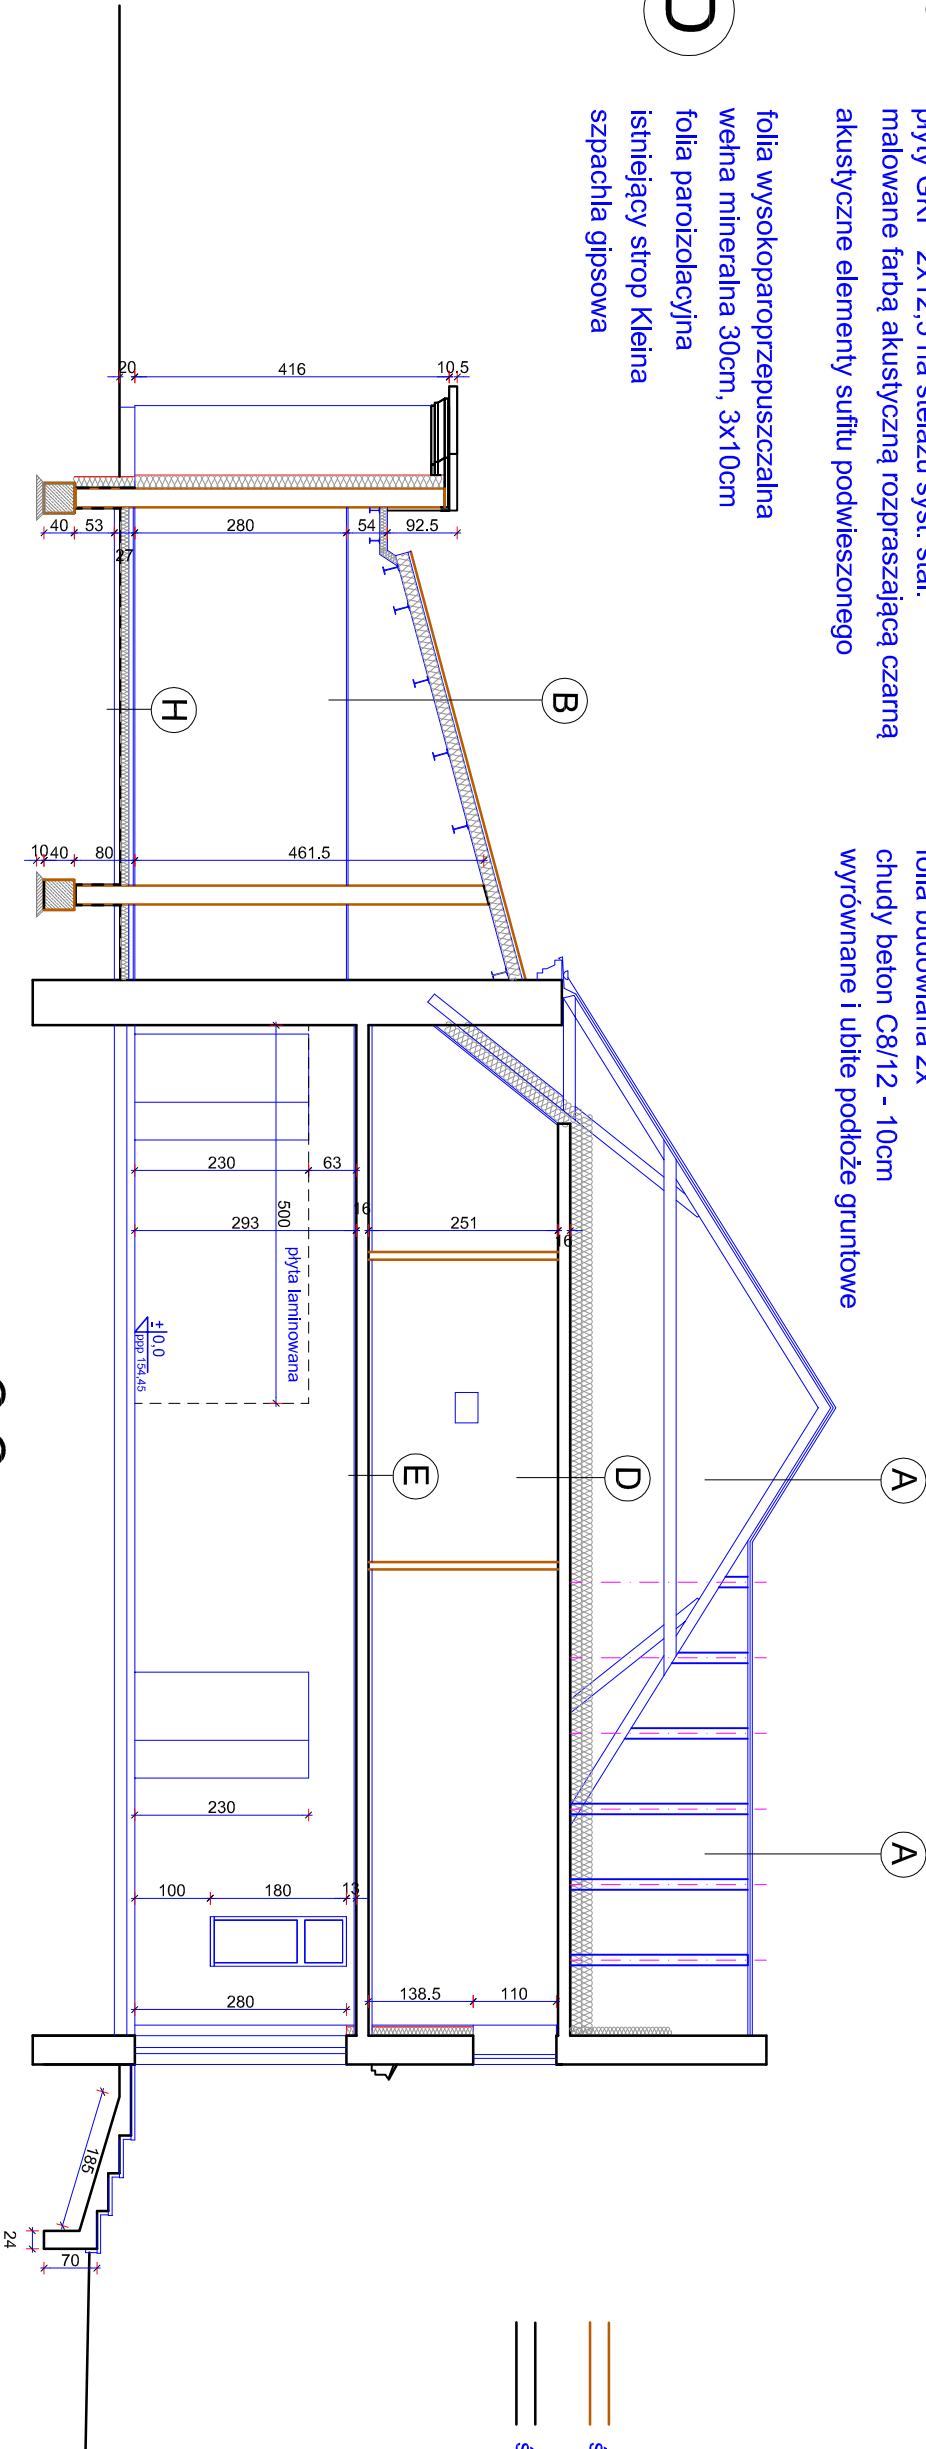 malowane farbą akustyczną rozpraszającą czarną
akustyczne elementy sufitu podwieszonego
folia wysokoparoprzepuszczalna
wełna mineralna 30cm, 3x10cm
folia paroizolacyjna
istniejący strop Kleina
szpachla gipsowa
chudy beton C8/12 - 10cm
wyrównane i ubite podłoże gruntowe
A
A
B
D
E
H
20
416
10.5
40
53
27
280
54
92.5
10
40
80
461.5
230
63
500
płyta laminowana
293
16
251
16
±0,0
ppp 154,45
230
100
180
13
280
138.5
110
185
24
70